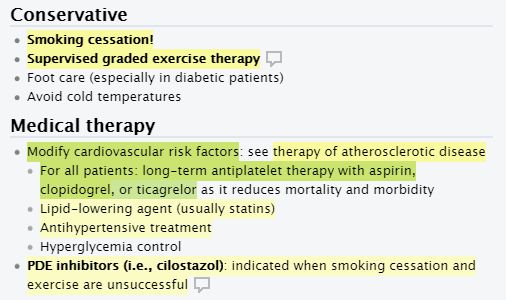 Conservative
Smoking cessation!
Supervised graded exercise therapy
Foot care (especially in diabetic patients)
Avoid cold temperatures
Medical therapy
Modify cardiovascular risk factors: see therapy of atherosclerotic disease
For all patients: long-term antiplatelet therapy with aspirin,
clopidogrel, or ticagrelor as it reduces mortality and morbidity
Lipid-lowering agent (usually statins)
Antihypertensive treatment
Hyperglycemia control
PDE inhibitors (i.e., cilostazol): indicated when smoking cessation and
exercise are unsuccessful